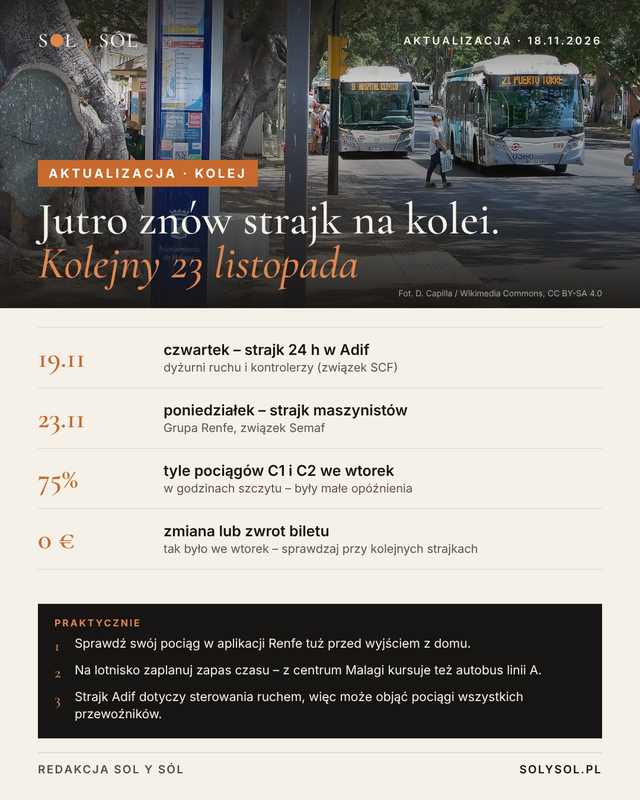 SOL y SÓL
AKTUALIZACJA · 18.11.2026
HOSPITAL CLINICO
21 PUERTO TORRE
AKTUALIZACJA · KOLEJ
Jutro znów strajk na kolei.
Kolejny 23 listopada
Fot. D. Capilla / Wikimedia Commons, CC BY-SA 4.0
19.11
czwartek – strajk 24 h w Adif
dyżurni ruchu i kontrolerzy (związek SCF)
23.11
poniedziałek – strajk maszynistów
Grupa Renfe, związek Semaf
75%
tyle pociągów C1 i C2 we wtorek
w godzinach szczytu – były małe opóźnienia
0 €
zmiana lub zwrot biletu
tak było we wtorek – sprawdzaj przy kolejnych strajkach
PRAKTYCZNIE
1 Sprawdź swój pociąg w aplikacji Renfe tuż przed wyjściem z domu.
2 Na lotnisko zaplanuj zapas czasu – z centrum Malagi kursuje też autobus linii A.
3 Strajk Adif dotyczy sterowania ruchem, więc może objąć pociągi wszystkich
przewoźników.
REDAKCJA SOL Y SÓL
SOLYSOL.PL